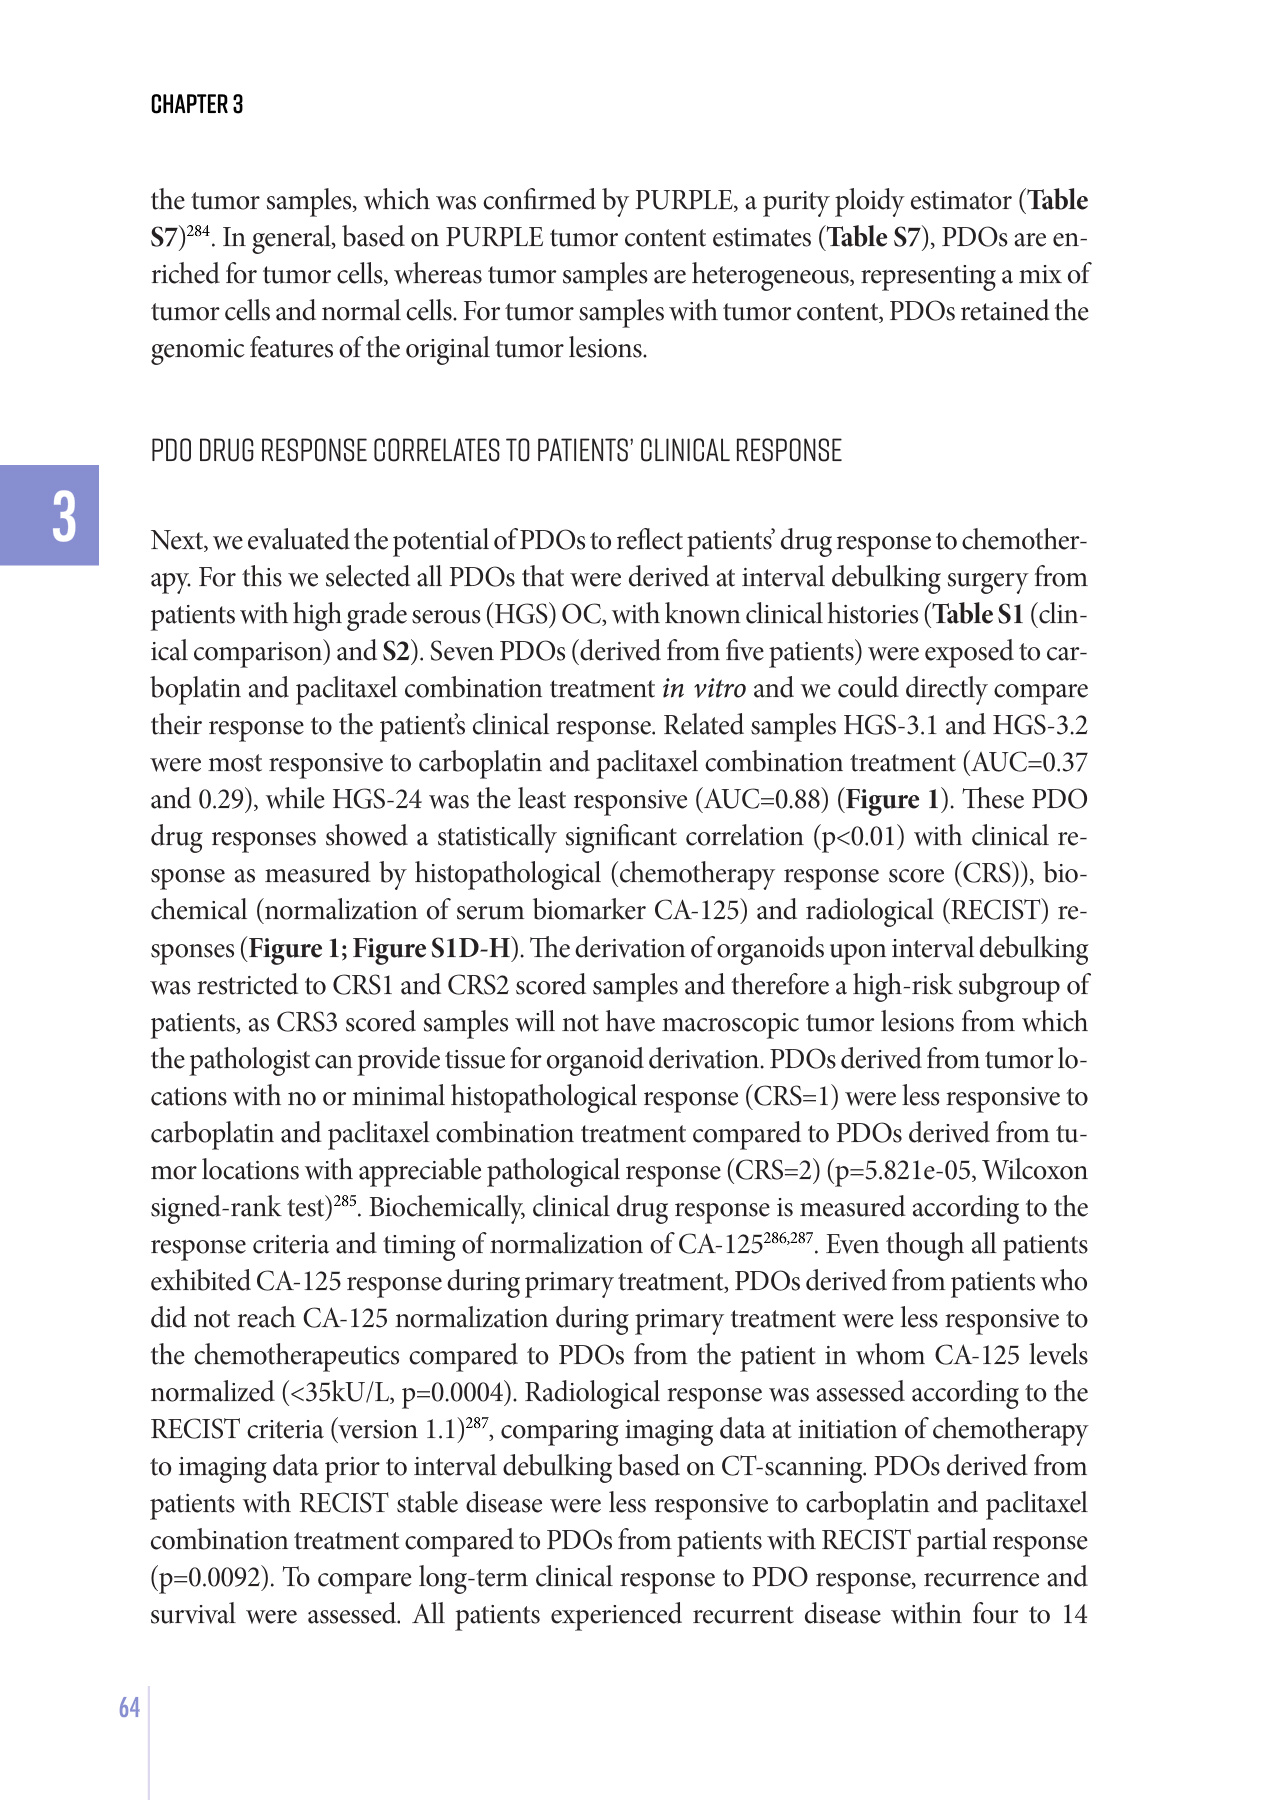 CHAPTER 3
the tumor samples, which was confirmed by PURPLE, a purity ploidy estimator (Table
S7)284. In general, based on PURPLE tumor content estimates (Table S7), PDOs are en-
riched for tumor cells, whereas tumor samples are heterogeneous, representing a mix of
tumor cells and normal cells. For tumor samples with tumor content, PDOs retained the
genomic features of the original tumor lesions.
PDO DRUG RESPONSE CORRELATES TO PATIENTS’ CLINICAL RESPONSE
3
Next, we evaluated the potential of PDOs to reflect patients’ drug response to chemother-
apy. For this we selected all PDOs that were derived at interval debulking surgery from
patients with high grade serous (HGS) OC, with known clinical histories (Table S1 (clin-
ical comparison) and S2). Seven PDOs (derived from five patients) were exposed to car-
boplatin and paclitaxel combination treatment in vitro and we could directly compare
their response to the patient’s clinical response. Related samples HGS-3.1 and HGS-3.2
were most responsive to carboplatin and paclitaxel combination treatment (AUC=0.37
and 0.29), while HGS-24 was the least responsive (AUC=0.88) (Figure 1). These PDO
drug responses showed a statistically significant correlation (p<0.01) with clinical re-
sponse as measured by histopathological (chemotherapy response score (CRS)), bio-
chemical (normalization of serum biomarker CA-125) and radiological (RECIST) re-
sponses (Figure 1; Figure S1D-H). The derivation of organoids upon interval debulking
was restricted to CRS1 and CRS2 scored samples and therefore a high-risk subgroup of
patients, as CRS3 scored samples will not have macroscopic tumor lesions from which
the pathologist can provide tissue for organoid derivation. PDOs derived from tumor lo-
cations with no or minimal histopathological response (CRS=1) were less responsive to
carboplatin and paclitaxel combination treatment compared to PDOs derived from tu-
mor locations with appreciable pathological response (CRS=2) (p=5.821e-05, Wilcoxon
signed-rank test)285. Biochemically, clinical drug response is measured according to the
response criteria and timing of normalization of CA-125286,287. Even though all patients
exhibited CA-125 response during primary treatment, PDOs derived from patients who
did not reach CA-125 normalization during primary treatment were less responsive to
the chemotherapeutics compared to PDOs from the patient in whom CA-125 levels
normalized (<35kU/L, p=0.0004). Radiological response was assessed according to the
RECIST criteria (version 1.1)287, comparing imaging data at initiation of chemotherapy
to imaging data prior to interval debulking based on CT-scanning. PDOs derived from
patients with RECIST stable disease were less responsive to carboplatin and paclitaxel
combination treatment compared to PDOs from patients with RECIST partial response
(p=0.0092). To compare long-term clinical response to PDO response, recurrence and
survival were assessed. All patients experienced recurrent disease within four to 14
64